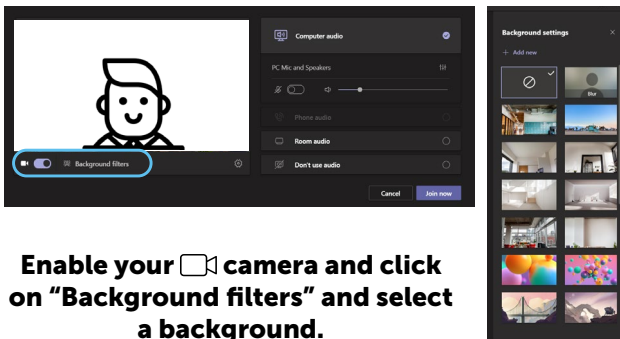 Computer audio
PC Mic and Speakers
Phone audio
Room audio
Don't use audio
Background filters
Cancel
Join now
Background settings
+ Add new
Blur
Enable your camera and click
on “Background filters” and select
a background.